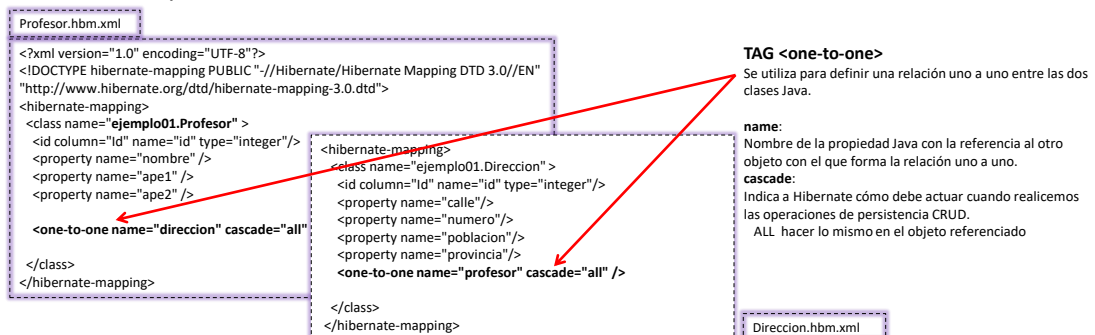 Profesor.hbm.xml
<?xml version="1.0" encoding="UTF-8"?>
<!DOCTYPE hibernate-mapping PUBLIC "-//Hibernate/Hibernate Mapping DTD 3.0//EN"
"http://www.hibernate.org/dtd/hibernate-mapping-3.0.dtd">
<hibernate-mapping>
<class name="ejemplo01.Profesor" >
<id column="Id" name="id" type="integer"/>
<property name="nombre" />
<property name="ape1" />
<property name="ape2" />
<one-to-one name="direccion" cascade="all"
</class>
</hibernate-mapping>
<hibernate-mapping>
<class name="ejemplo01.Direccion" >
<id column="Id" name="id" type="integer"/>
<property name="calle"/>
<property name="numero"/>
<property name="poblacion"/>
<property name="provincia"/>
<one-to-one name="profesor" cascade="all" />
</class>
</hibernate-mapping>
Direccion.hbm.xml
TAG <one-to-one>
Se utiliza para definir una relación uno a uno entre las dos
clases Java.
name:
Nombre de la propiedad Java con la referencia al otro
objeto con el que forma la relación uno a uno.
cascade:
Indica a Hibernate cómo debe actuar cuando realicemos
las operaciones de persistencia CRUD.
ALL hacer lo mismo en el objeto referenciado